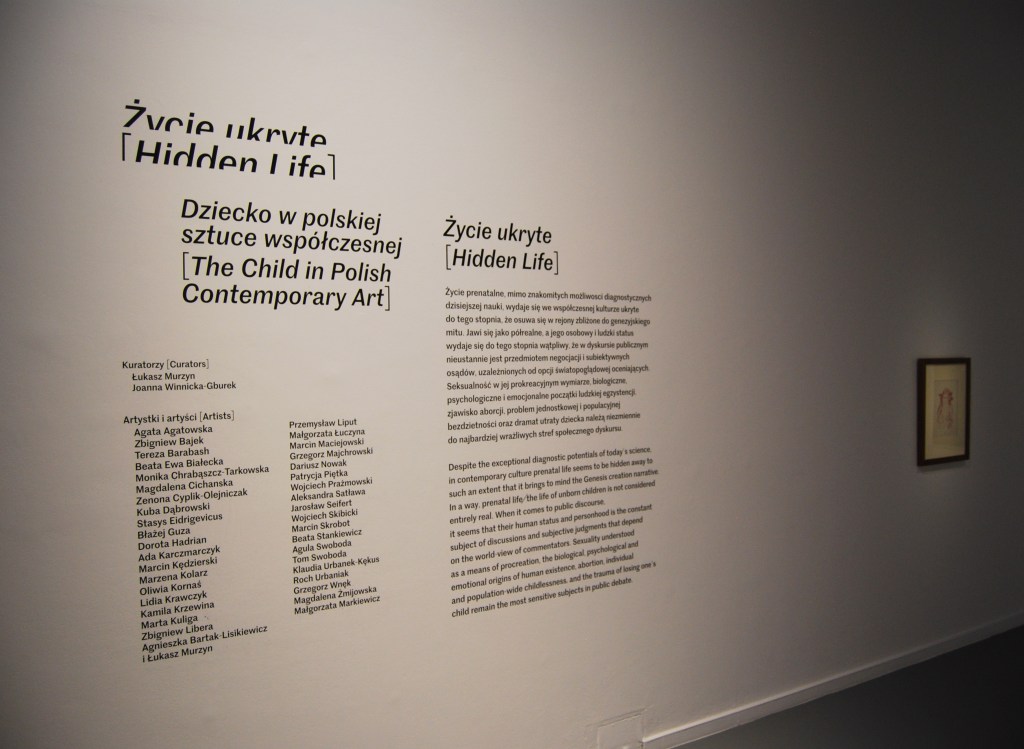 Życie ukryte
[Hidden Life]
Dziecko w polskiej
sztuce współczesnej
[The Child in Polish
Contemporary Art]
Kuratorzy [Curators]
Łukasz Murzyn
Joanna Winnicka-Gburek
Artystki i artyści [Artists]
Agata Agatowska
Zbigniew Bajek
Tereza Barabash
Beata Ewa Białecka
Monika Chrabąszcz-Tarkowska
Magdalena Cichanska
Zenona Cyplik-Olejniczak
Kuba Dąbrowski
Stasys Eidrigevicus
Błażej Guza
Dorota Hadrian
Ada Karczmarczyk
Marcin Kędzierski
Marzena Kolarz
Oliwia Kornaś
Lidia Krawczyk
Kamila Krzewina
Marta Kuliga
Zbigniew Libera
Agnieszka Bartak-Lisikiewicz
i Łukasz Murzyn
Przemysław Liput
Małgorzata Łuczyna
Marcin Maciejowski
Grzegorz Majchrowski
Dariusz Nowak
Patrycja Piętka
Wojciech Prażmowski
Aleksandra Satława
Jarosław Seifert
Wojciech Skibicki
Marcin Skrobot
Beata Stankiewicz
Agula Swoboda
Tom Swoboda
Klaudia Urbanek-Kękus
Roch Urbaniak
Grzegorz Wnęk
Magdalena Żmijowska
Małgorzata Markiewicz
Życie ukryte
[Hidden Life]
Życie prenatalne, mimo znakomitych możliwosci diagnostycznych
dzisiejszej nauki, wydaje się we współczesnej kulturze ukryte
do tego stopnia, że osuwa się w rejony zbliżone do genezyjskiego
mitu. Jawi się jako półrealne, a jego osobowy i ludzki status
wydaje się do tego stopnia wątpliwy, że w dyskursie publicznym
nieustannie jest przedmiotem negocjacji i subiektywnych
osądów, uzależnionych od opcji światopoglądowej oceniających.
Seksualność w jej prokreacyjnym wymiarze, biologiczne,
psychologiczne i emocjonalne początki ludzkiej egzystencji,
zjawisko aborcji, problem jednostkowej i populacyjnej
bezdzietności oraz dramat utraty dziecka należą niezmiennie
do najbardziej wrażliwych stref społecznego dyskursu.
Despite the exceptional diagnostic potentials of today's science,
in contemporary culture prenatal life seems to be hidden away to
such an extent that it brings to mind the Genesis creation narrative.
In a way, prenatal life/the life of unborn children is not considered
entirely real. When it comes to public discourse,
it seems that their human status and personhood is the constant
subject of discussions and subjective judgments that depend
on the world-view of commentators. Sexuality understood
as a means of procreation, the biological, psychological and
emotional origins of human existence, abortion, individual
and population-wide childlessness, and the trauma of losing one's
child remain the most sensitive subjects in public debate.